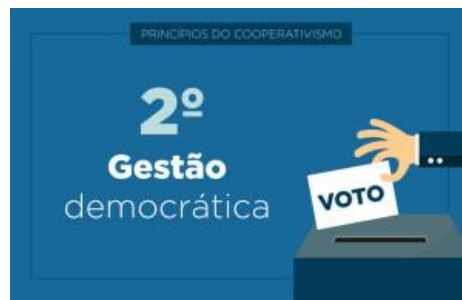 PRINCÍPIOS DO COOPERATIVISMO
2º
Gestão
democrática
VOTO